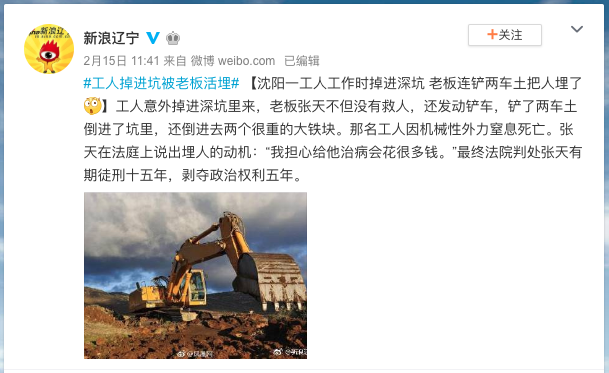 新浪辽宁
+关注
2月15日 11:41 来自 微博 weibo.com 已编辑
#工人掉进坑被老板活埋# 【沈阳一工人工作时掉进深坑 老板连铲两车土把人埋了
】工人意外掉进深坑里来，老板张天不但没有救人，还发动铲车，铲了两车土
倒进了坑里，还倒进去两个很重的大铁块。那名工人因机械性外力窒息死亡。张
天在法庭上说出埋人的动机：“我担心给他治病会花很多钱。”最终法院判处张天有
期徒刑十五年，剥夺政治权利五年。